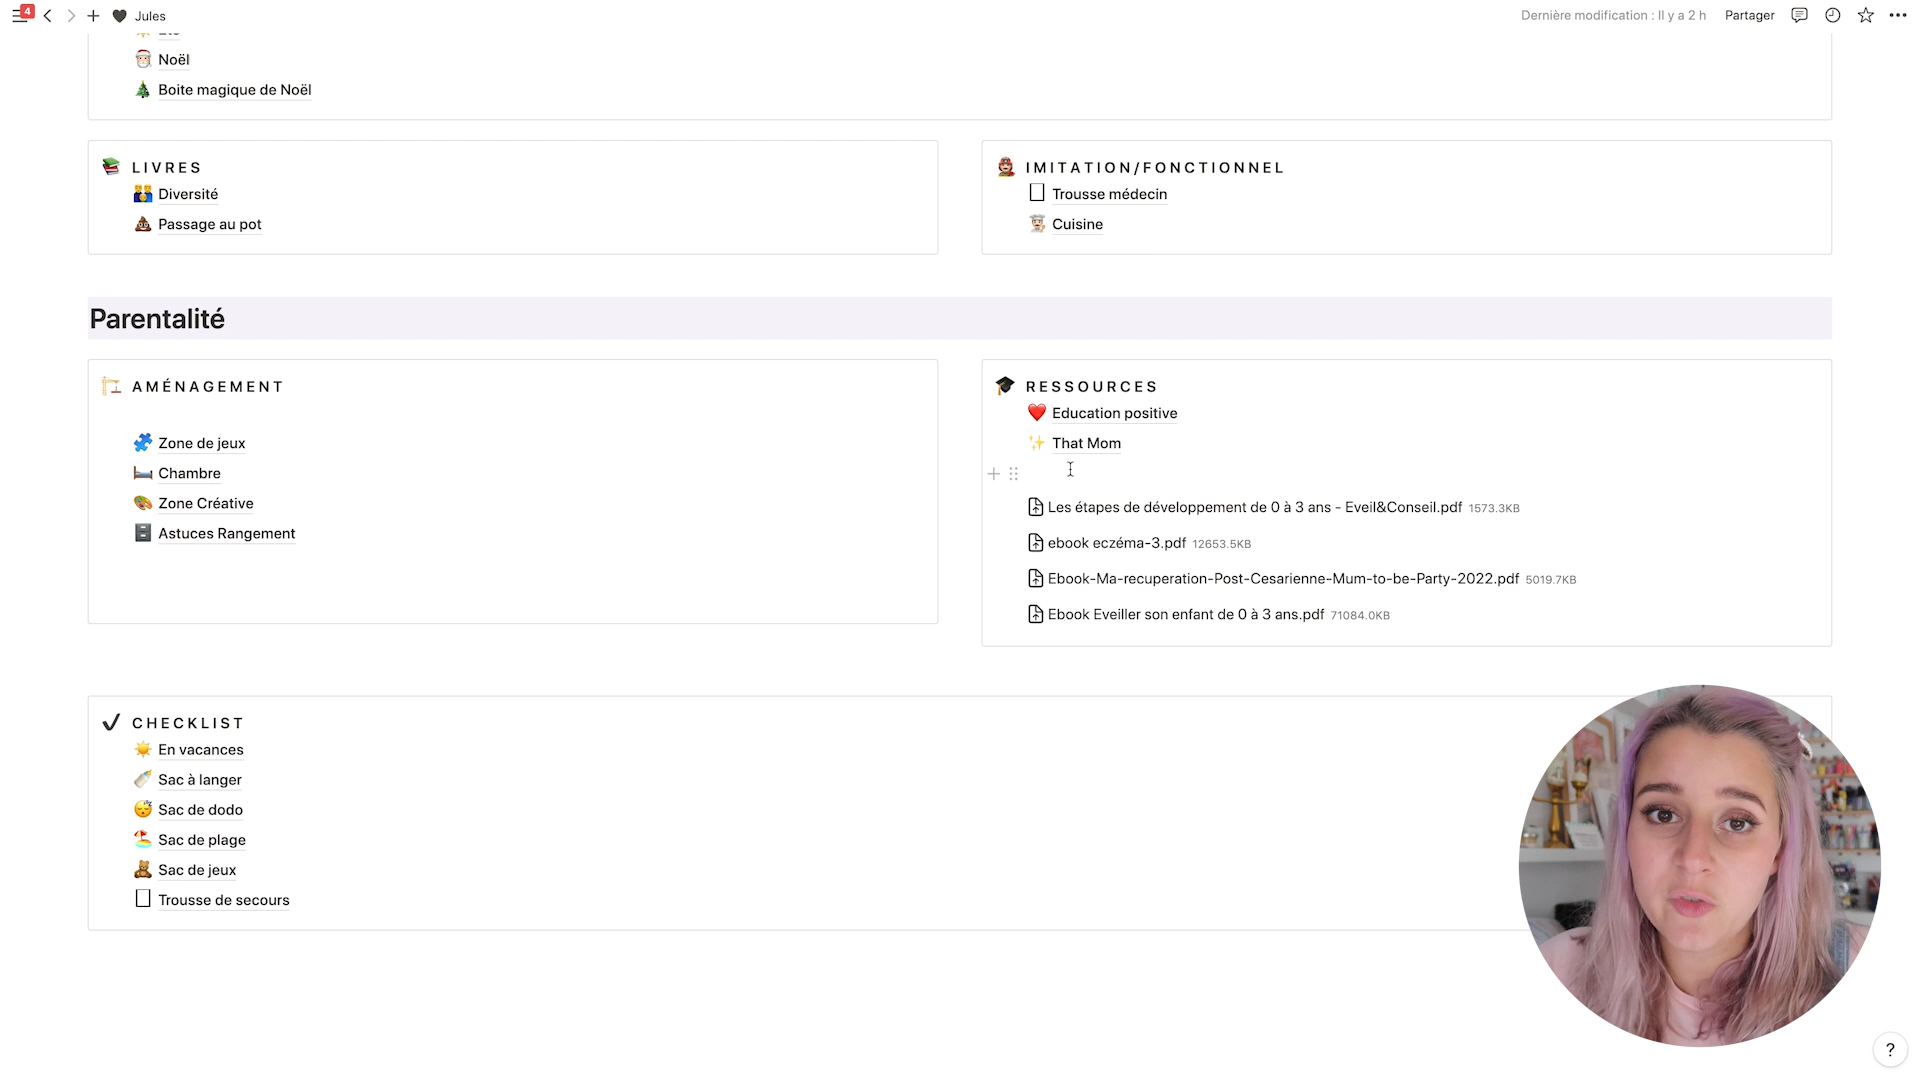 4
Jules
Dernière modification : Il y a 2 h
Partager
Noël
Boite magique de Noël
LIVRES
Diversité
Passage au pot
IMITATION/FONCTIONNEL
Trousse médecin
Cuisine
Parentalité
AMÉNAGEMENT
Zone de jeux
Chambre
Zone Créative
Astuces Rangement
RESSOURCES
Education positive
That Mom
Les étapes de développement de 0 à 3 ans - Eveil&Conseil.pdf 1573.3KB
ebook eczéma-3.pdf 12653.5KB
Ebook-Ma-recuperation-Post-Cesarienne-Mum-to-be-Party-2022.pdf 5019.7KB
Ebook Eveiller son enfant de 0 à 3 ans.pdf 71084.0KB
CHECKLIST
En vacances
Sac à langer
Sac de dodo
Sac de plage
Sac de jeux
Trousse de secours
?